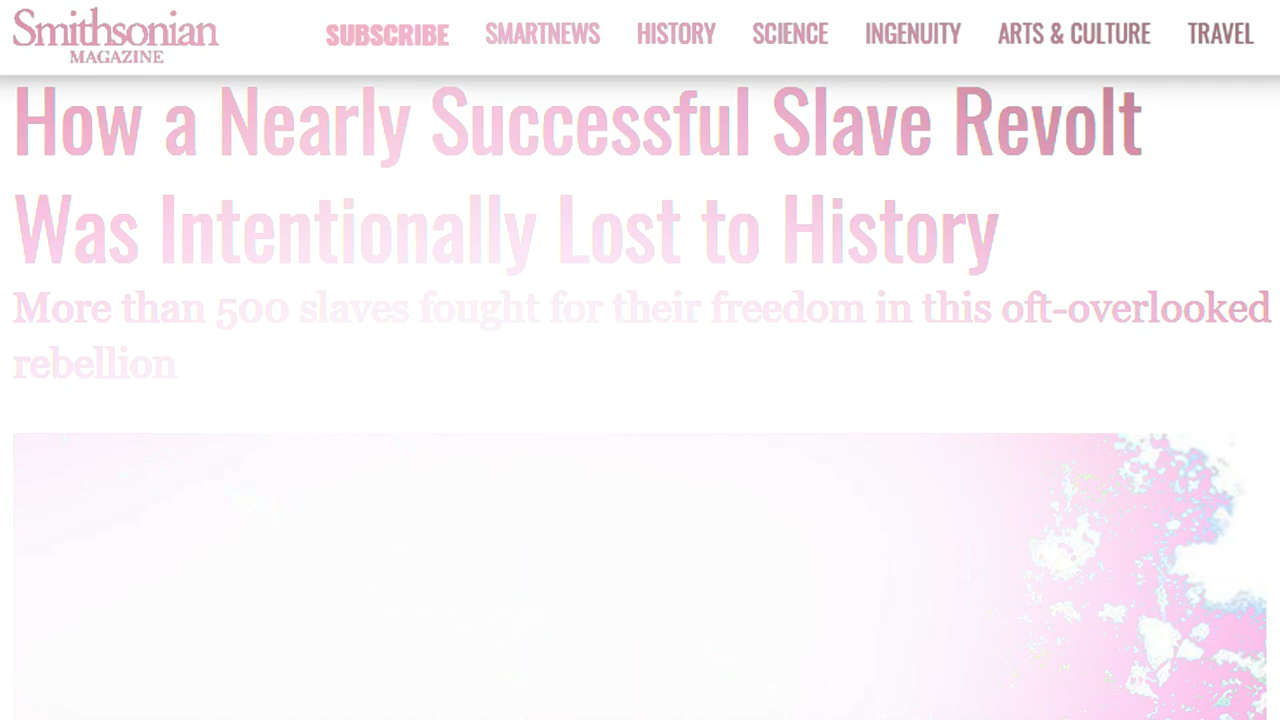 Smithsonian
MAGAZINE
SUBSCRIBE SMARTNEWS HISTORY SCIENCE INGENUITY ARTS & CULTURE TRAVEL
How a Nearly Successful Slave Revolt
Was Intentionally Lost to History
More than 500 slaves fought for their freedom in this oft-overlooked
rebellion